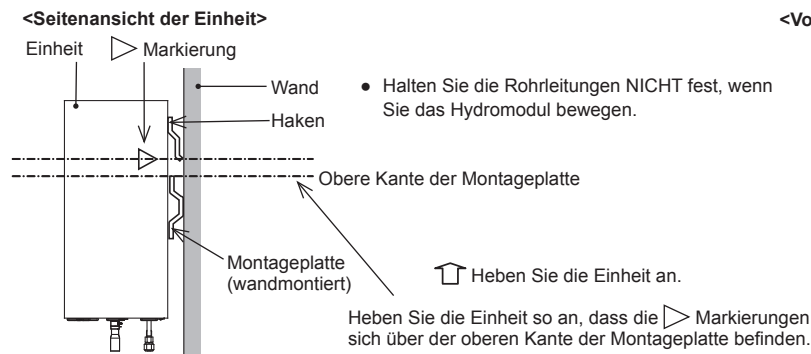 <Seitenansicht der Einheit>
<Vo
Einheit
▷ Markierung
Wand
Haken
● Halten Sie die Rohrleitungen NICHT fest, wenn
Sie das Hydromodul bewegen.
Obere Kante der Montageplatte
Montageplatte
(wandmontiert)
⇧ Heben Sie die Einheit an.
Heben Sie die Einheit so an, dass die ▷ Markierungen
sich über der oberen Kante der Montageplatte befinden.